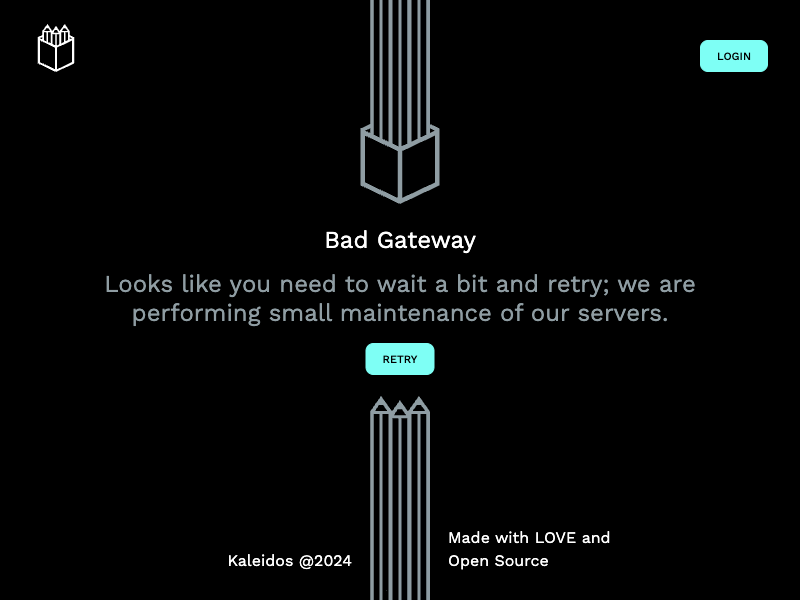 LOGIN
Bad Gateway
Looks like you need to wait a bit and retry; we are
performing small maintenance of our servers.
RETRY
Kaleidos @2024
Made with LOVE and
Open Source